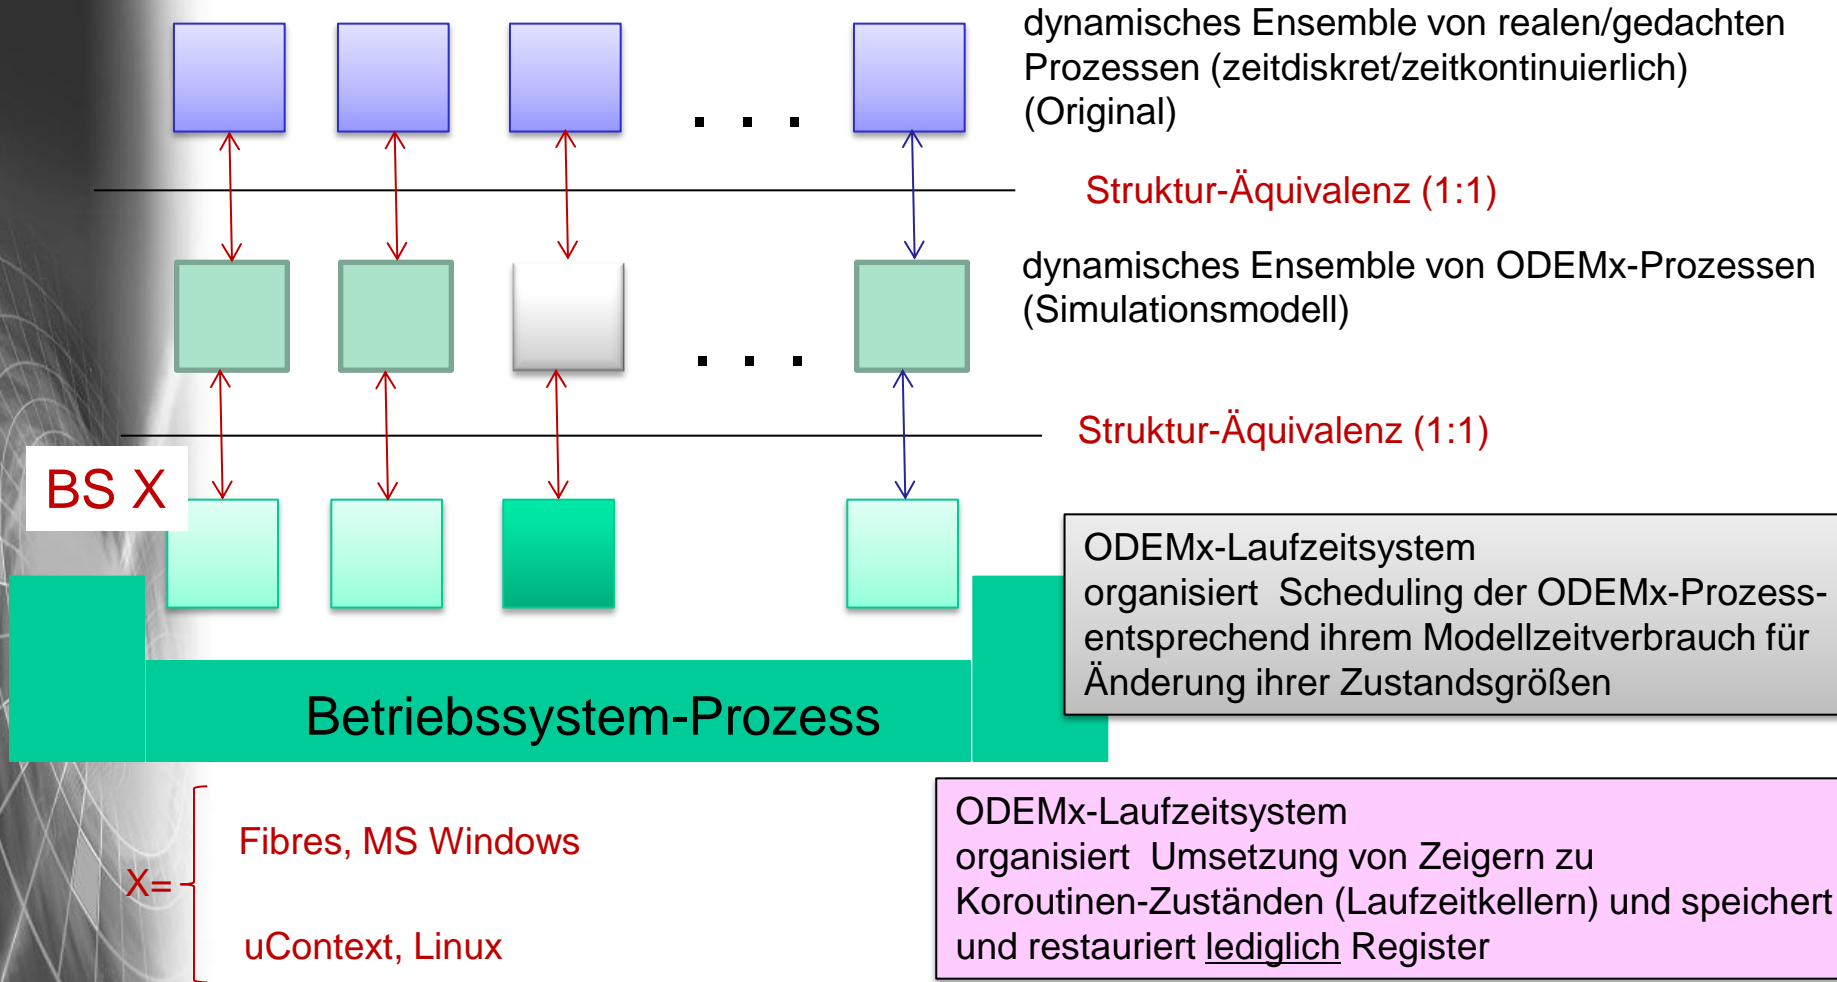 dynamisches Ensemble von realen/gedachten
Prozessen (zeitdiskret/zeitkontinuierlich)
(Original)
. . .
Struktur-Äquivalenz (1:1)
dynamisches Ensemble von ODEMx-Prozessen
(Simulationsmodell)
. . .
Struktur-Äquivalenz (1:1)
BS X
ODEMx-Laufzeitsystem
organisiert Scheduling der ODEMx-Prozess-
entsprechend ihrem Modellzeitverbrauch für
Änderung ihrer Zustandsgrößen
Betriebssystem-Prozess
X=
Fibres, MS Windows
uContext, Linux
ODEMx-Laufzeitsystem
organisiert Umsetzung von Zeigern zu
Koroutinen-Zuständen (Laufzeitkellern) und speichert
und restauriert lediglich Register